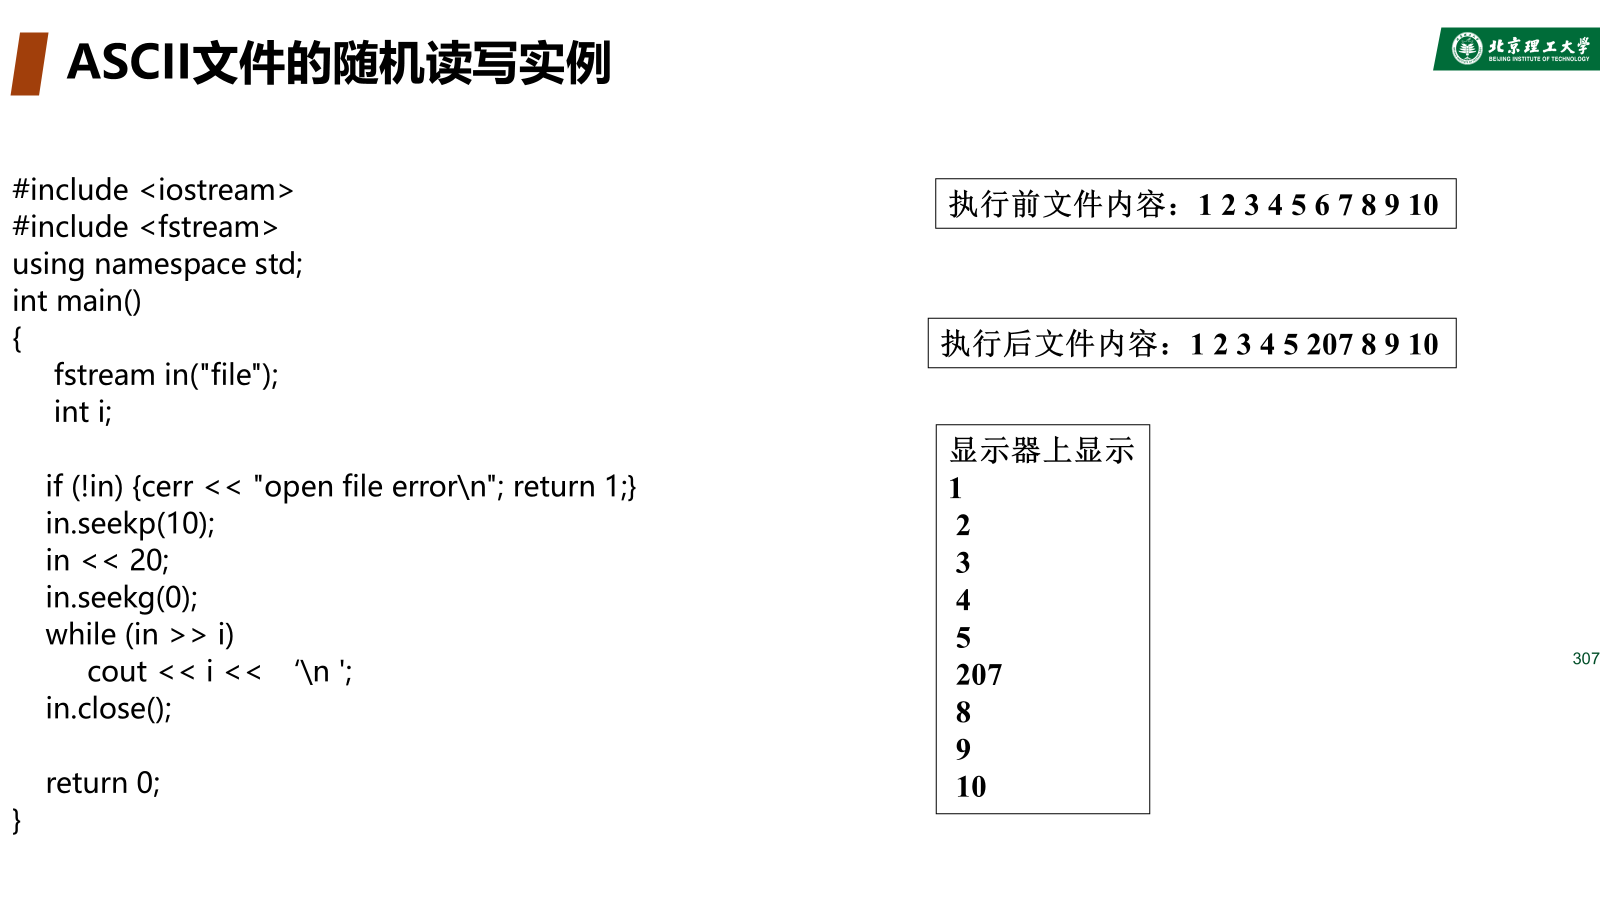 ASCII文件的随机读写实例
北京理工大学
BEIJING INSTITUTE OF TECHNOLOGY
#include <iostream>
#include <fstream>
using namespace std;
int main()
{
fstream in("file");
int i;
if (!in) {cerr << "open file error\n"; return 1;}
in.seekp(10);
in << 20;
in.seekg(0);
while (in >> i)
cout << i << ‘\n ';
in.close();
return 0;
}
执行前文件内容：1 2 3 4 5 6 7 8 9 10
执行后文件内容：1 2 3 4 5 207 8 9 10
显示器上显示
1
2
3
4
5
207
8
9
10
307